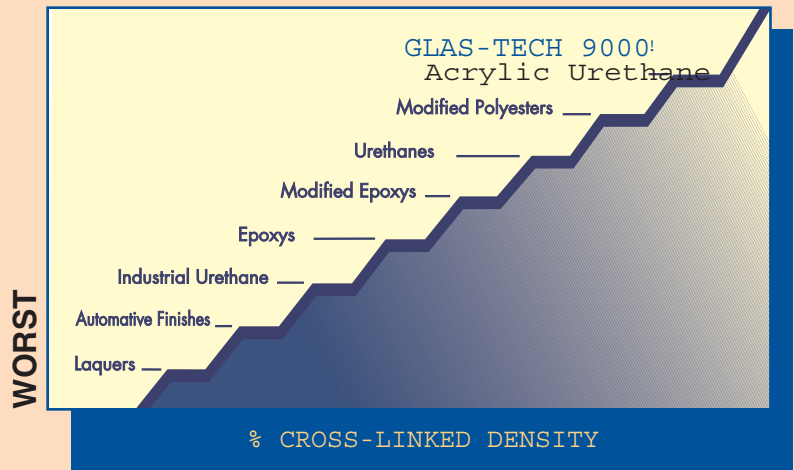 GLAS-TECH 9000!
Acrylic Urethane
Modified Polyesters
Urethanes
Modified Epoxys
Epoxys
Industrial Urethane
Automative Finishes
Laquers
WORST
% CROSS-LINKED DENSITY